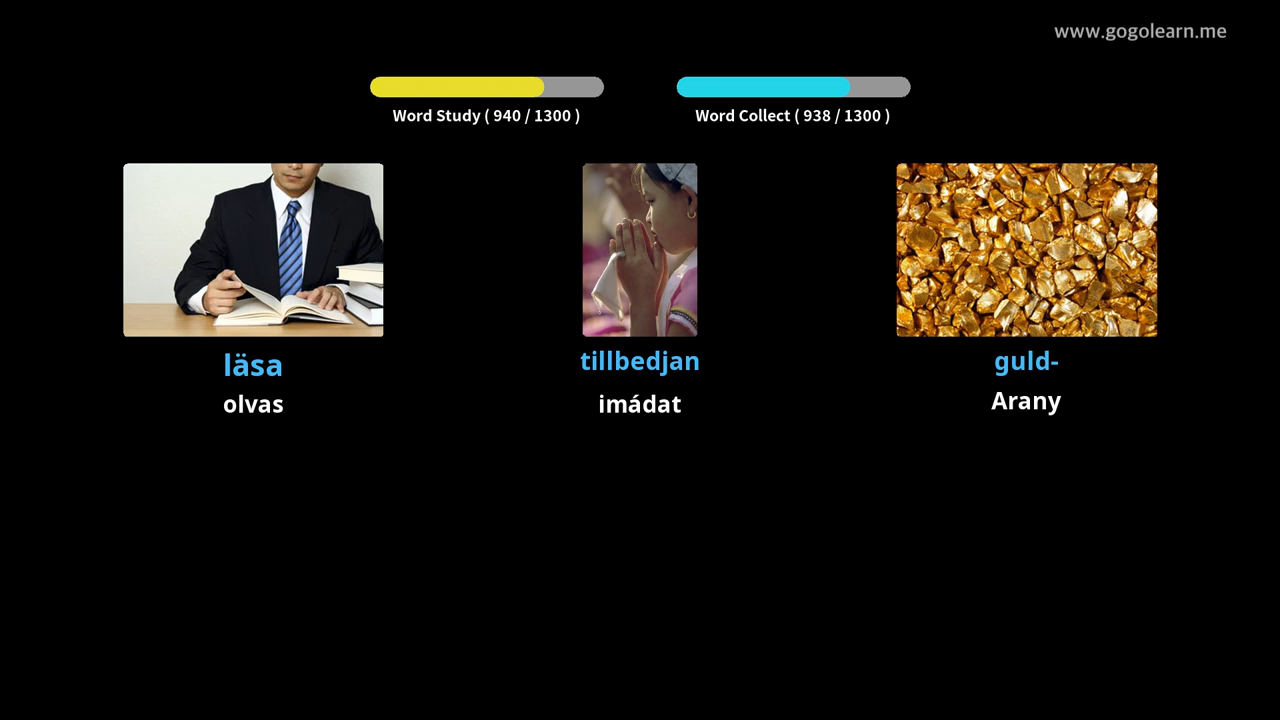 www.gogolearn.me
Word Study ( 940 / 1300 )
Word Collect ( 938 / 1300 )
läsa
tillbedjan
guld-
olvas
imádat
Arany